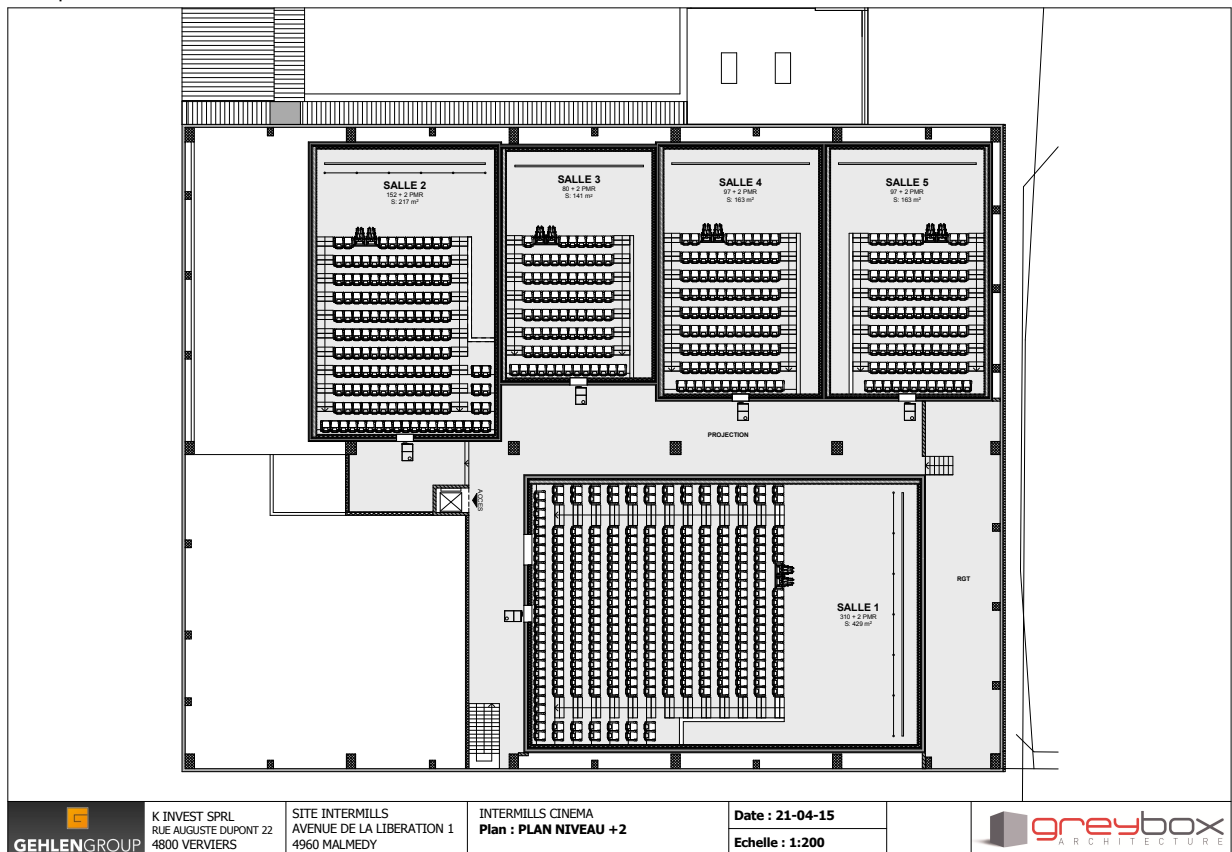 SALLE 2
152 + 2 PMR
S: 217 m²
SALLE 3
80 + 2 PMR
S: 141 m²
SALLE 4
97 + 2 PMR
S: 163 m²
SALLE 5
97 + 2 PMR
S: 163 m²
PROJECTION
ACCES
RGT
SALLE 1
310 + 2 PMR
S: 429 m²
GEHLENGROUP
K INVEST SPRL
RUE AUGUSTE DUPONT 22
4800 VERVIERS
SITE INTERMILLS
AVENUE DE LA LIBERATION 1
4960 MALMEDY
INTERMILLS CINEMA
Plan : PLAN NIVEAU +2
Date : 21-04-15
Echelle : 1:200
greybox
ARCHITECTURE